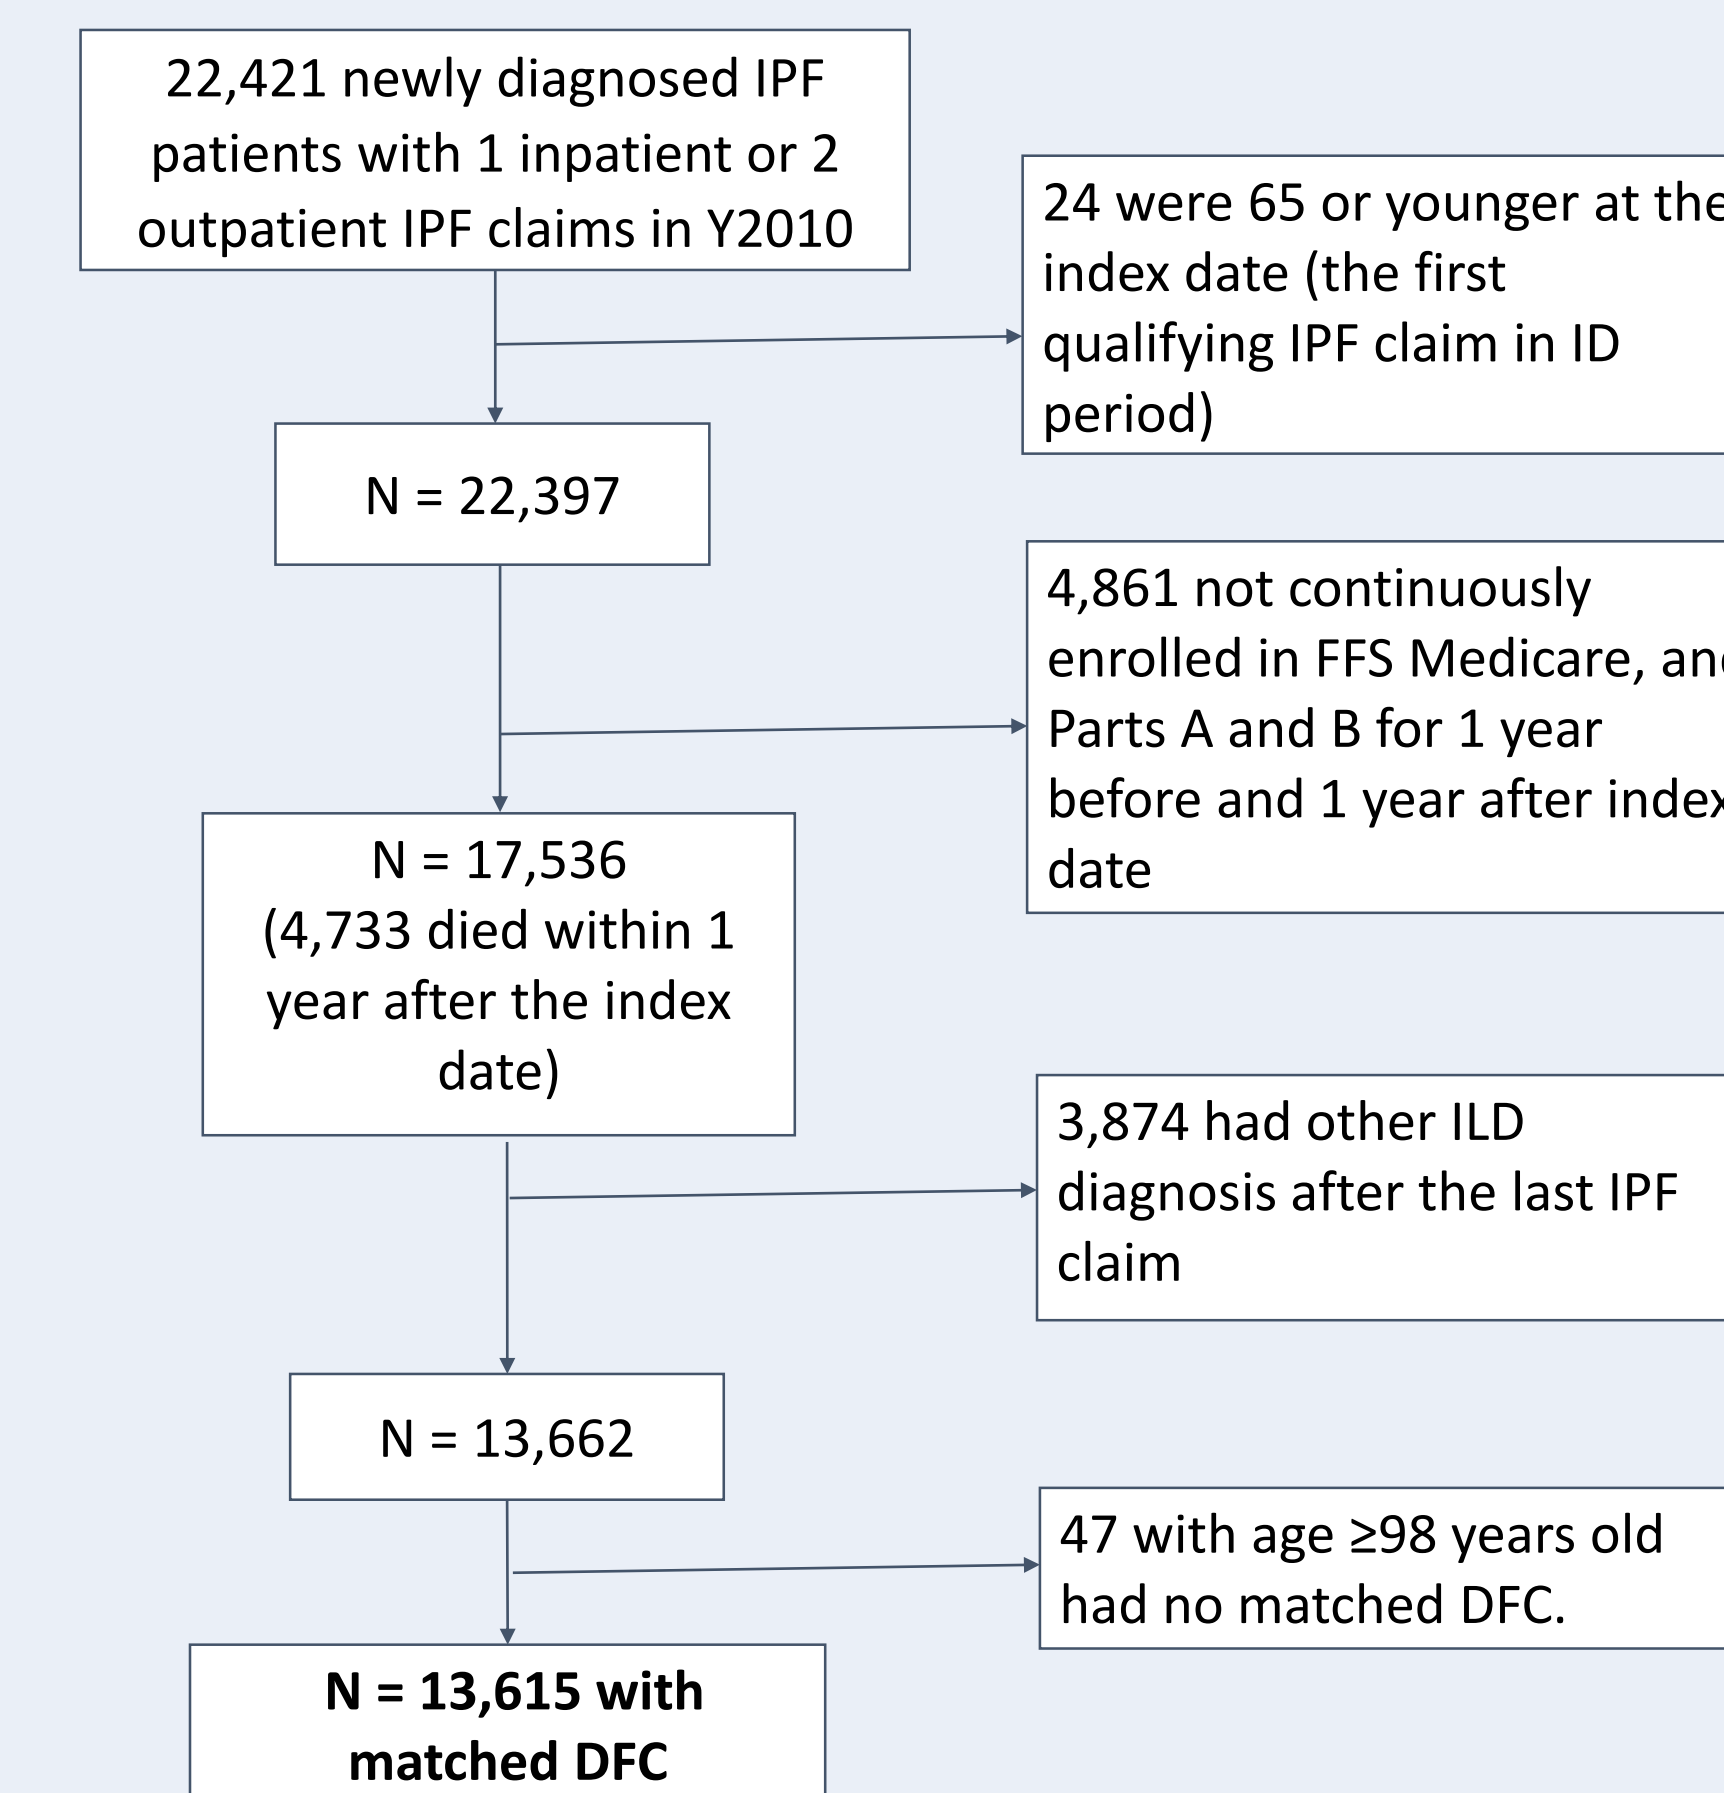 22,421 newly diagnosed IPF
patients with 1 inpatient or 2
outpatient IPF claims in Y2010
24 were 65 or younger at the
index date (the first
qualifying IPF claim in ID
period)
N = 22,397
4,861 not continuously
enrolled in FFS Medicare, and
Parts A and B for 1 year
before and 1 year after index
date
N = 17,536
(4,733 died within 1
year after the index
date)
3,874 had other ILD
diagnosis after the last IPF
claim
N = 13,662
47 with age ≥98 years old
had no matched DFC.
N = 13,615 with
matched DFC